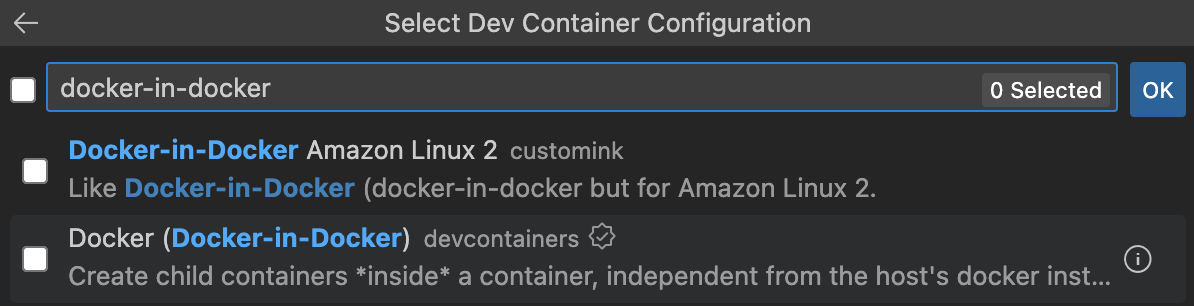 Select Dev Container Configuration
docker-in-docker 0 Selected OK
Docker-in-Docker Amazon Linux 2 customink
Like Docker-in-Docker (docker-in-docker but for Amazon Linux 2.
Docker (Docker-in-Docker) devcontainers
Create child containers *inside* a container, independent from the host's docker inst...